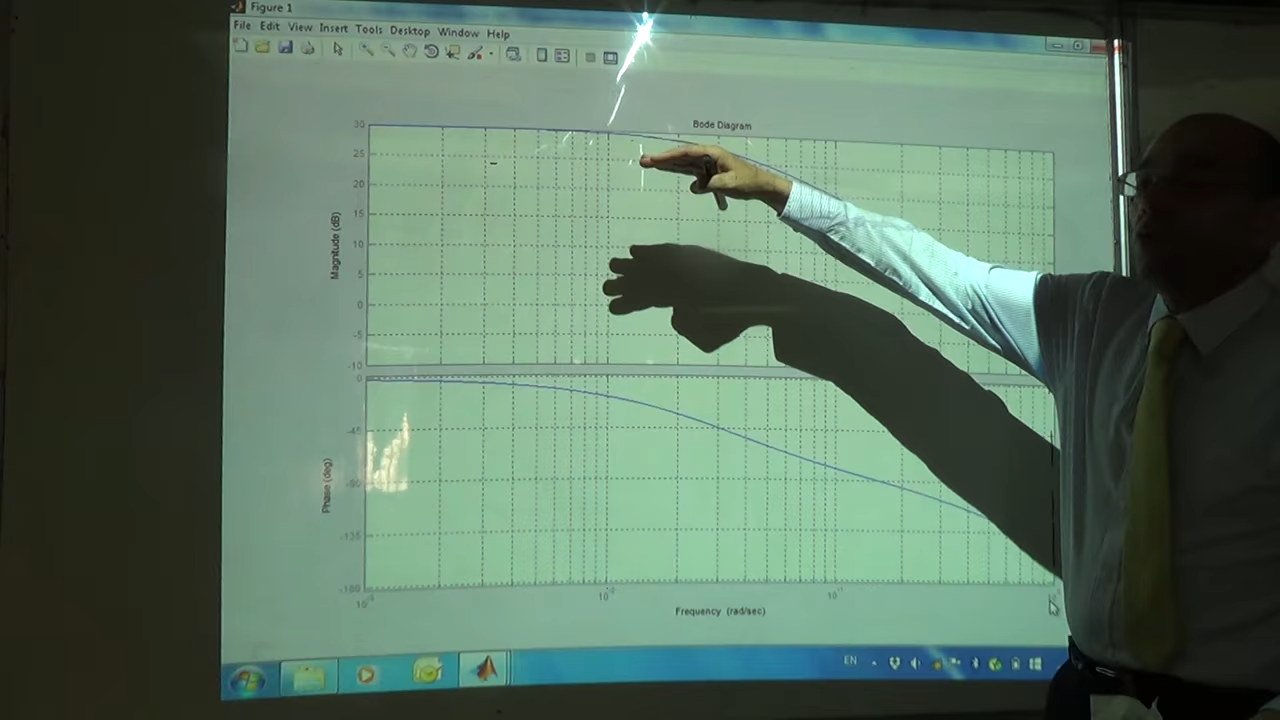 Figure 1
File Edit View Insert Tools Desktop Window Help
Bode Diagram
30
25
20
15
10
5
0
-5
-10
Magnitude (dB)
0
-45
-90
-135
-180
Phase (deg)
Frequency (rad/sec)
EN